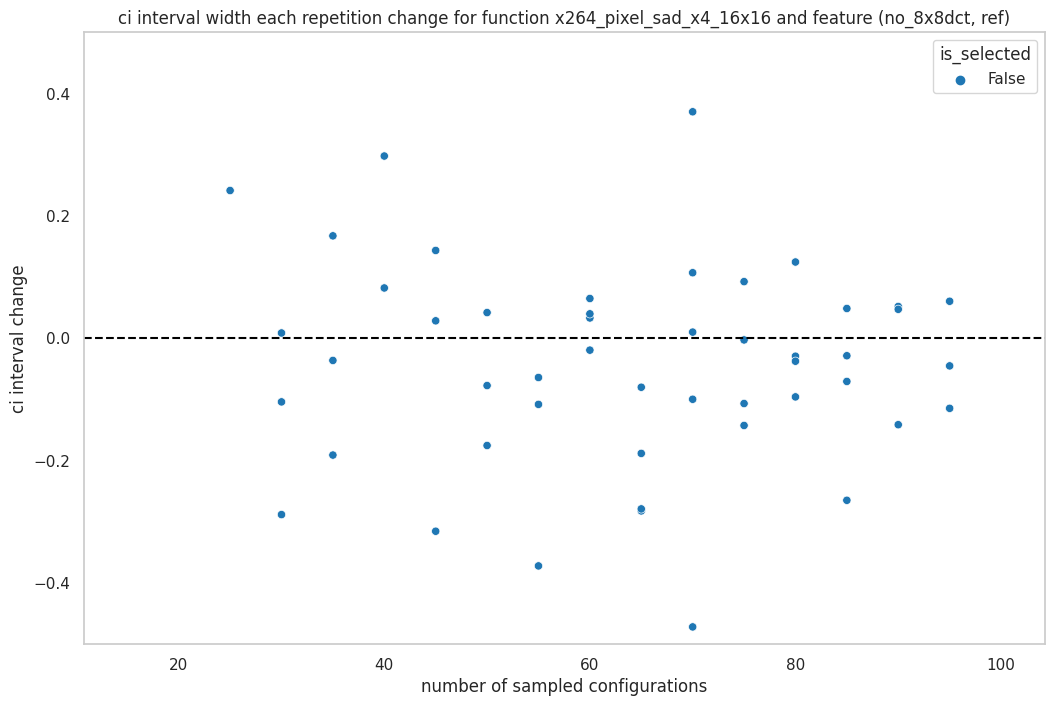 ci interval width each repetition change for function x264_pixel_sad_x4_16x16 and feature (no_8x8dct, ref)
is_selected
False
ci interval change
0.4
0.2
0.0
−0.2
−0.4
20 40 60 80 100
number of sampled configurations